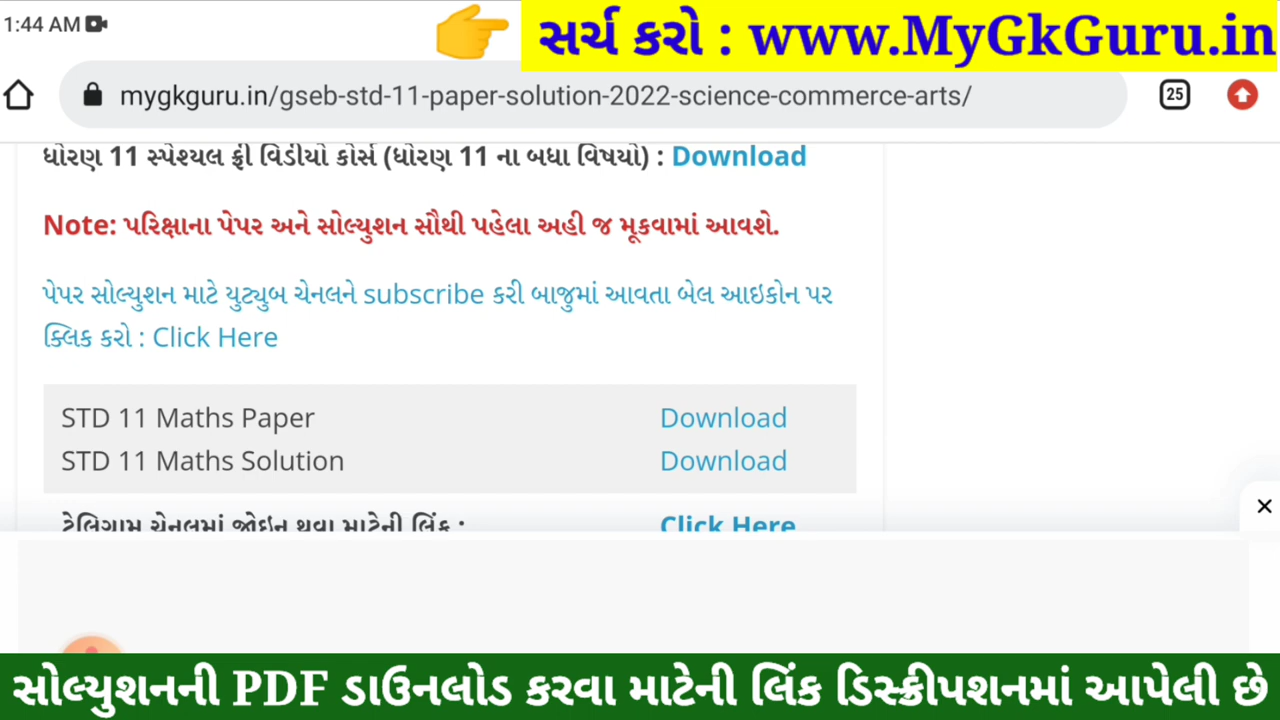 1:44 AM
સર્ચ કરો : www.MyGkGuru.in
mygkguru.in/gseb-std-11-paper-solution-2022-science-commerce-arts/
25
ધોરણ 11 સ્પેશ્યલ ફ્રી વિડીયો કોર્સ (ધોરણ 11 ના બધા વિષયો) : Download
Note: પરિક્ષાના પેપર અને સોલ્યુશન સૌથી પહેલા અહી જ મૂકવામાં આવશે.
પેપર સોલ્યુશન માટે યુટ્યુબ ચેનલને subscribe કરી બાજુમાં આવતા બેલ આઇકોન પર
ક્લિક કરો : Click Here
STD 11 Maths Paper Download
STD 11 Maths Solution Download
ટેલિગ્રામ ચેનલમાં જોઇન થવા માટેની લિંક : Click Here
સોલ્યુશનની PDF ડાઉનલોડ કરવા માટેની લિંક ડિસ્ક્રીપશનમાં આપેલી છે